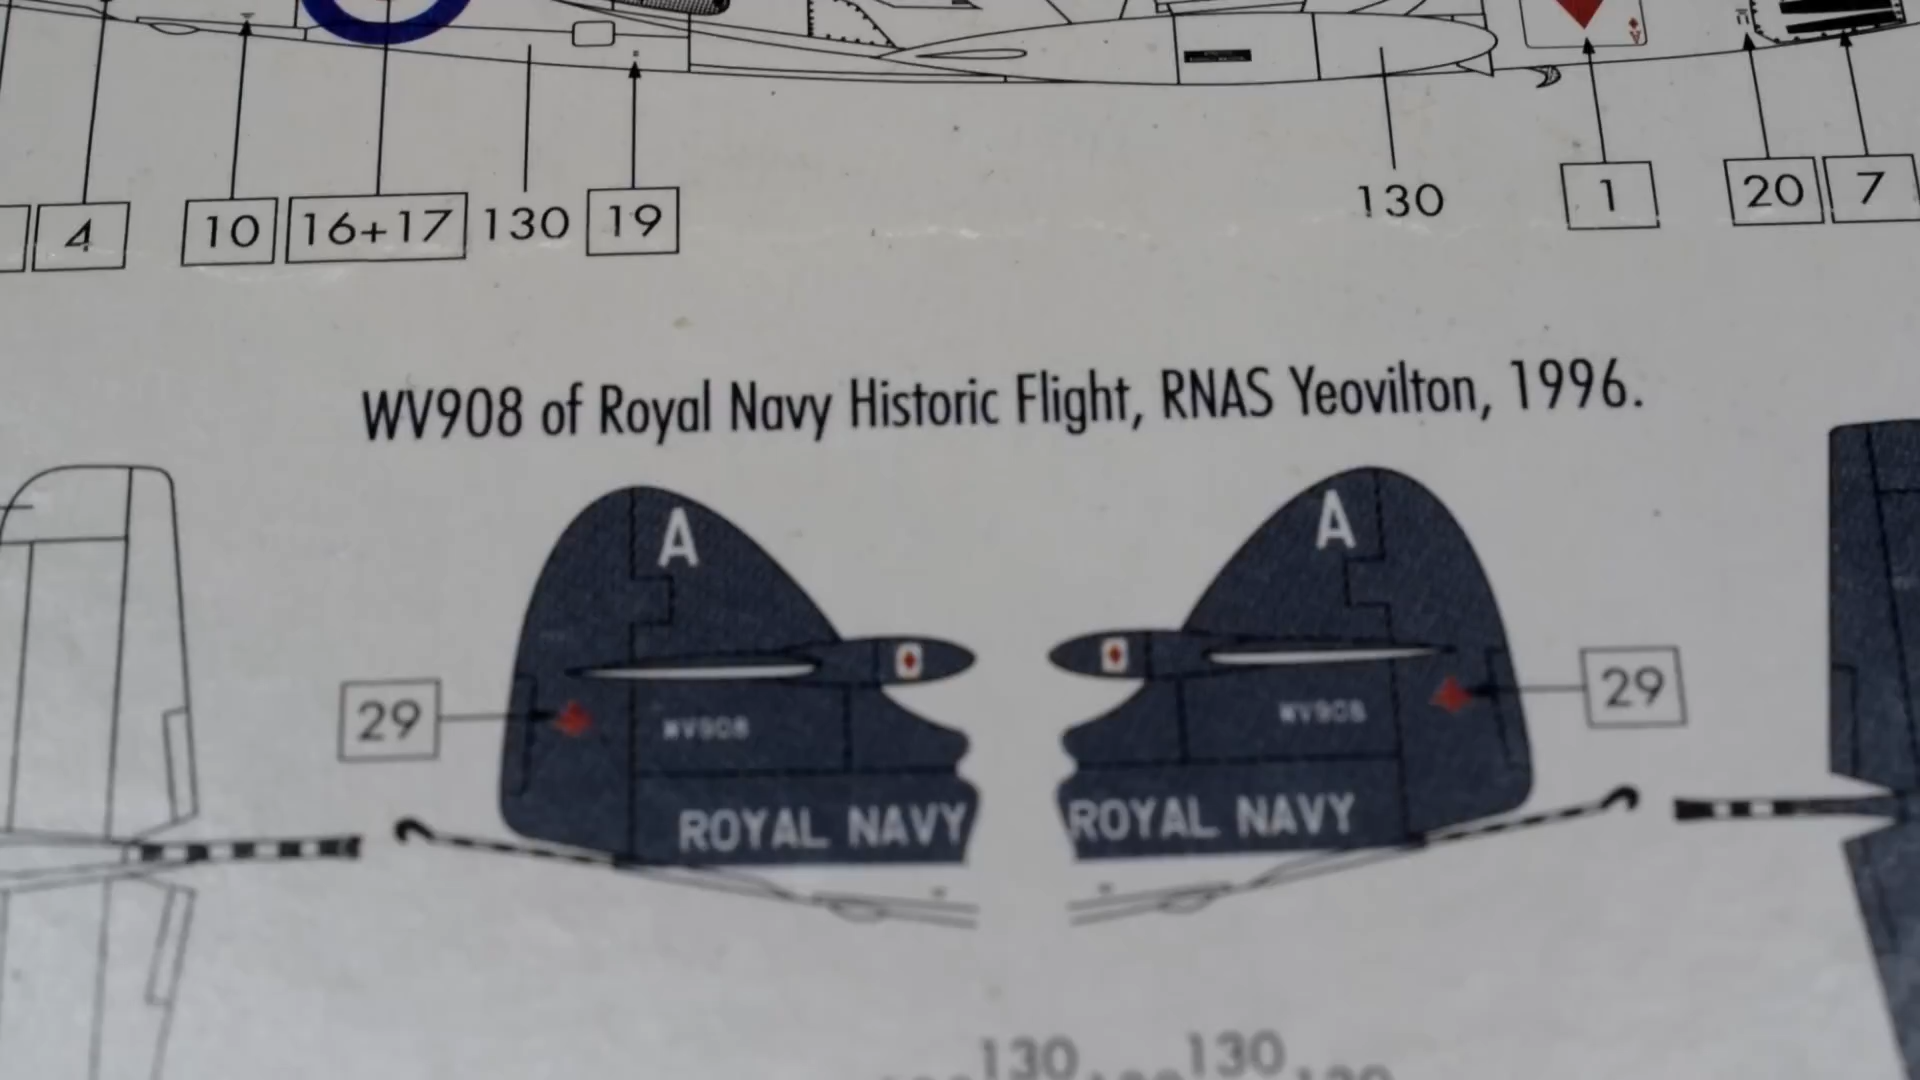 4 10 16+17 130 19 130 1 20 7
WV908 of Royal Navy Historic Flight, RNAS Yeovilton, 1996.
A A
29 WV908 WV908 29
ROYAL NAVY ROYAL NAVY
130 130